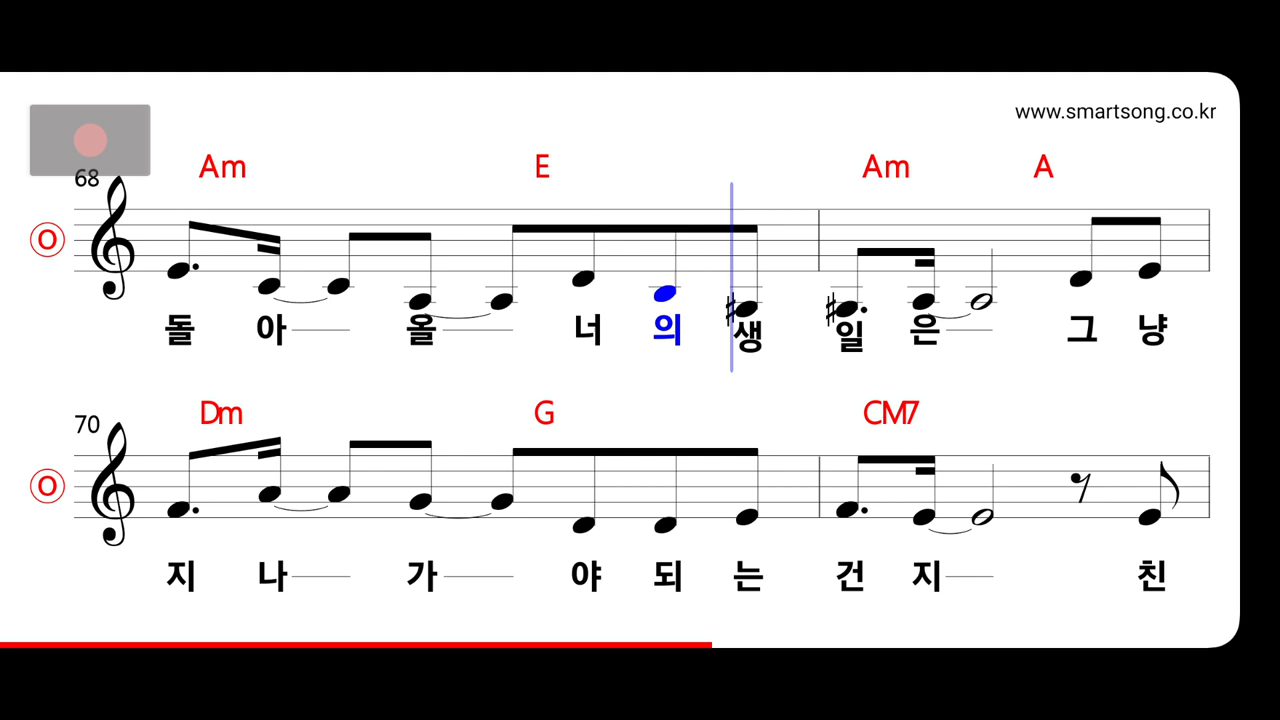 www.smartsong.co.kr
Am E Am A
68
O
돌 아 올 너 의 생 일 은 그 냥
Dm G CM7
70
O
지 나 가 야 되 는 건 지 친